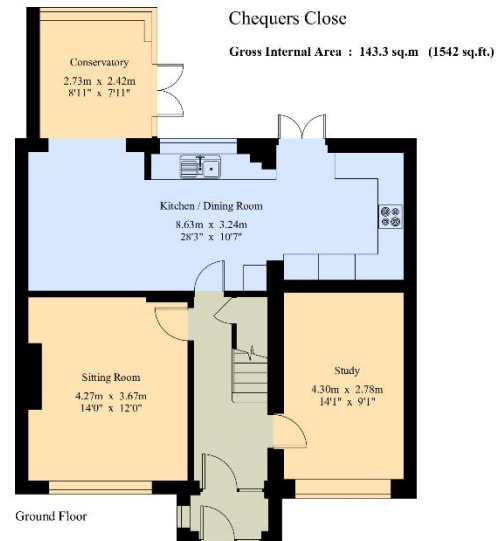 Chequers Close
Gross Internal Area : 143.3 sq.m (1542 sq.ft.)
Conservatory
2.73m x 2.42m
8'11" x 7'11"
Kitchen / Dining Room
8.63m x 3.24m
28'3" x 10'7"
Sitting Room
4.27m x 3.67m
14'0" x 12'0"
Study
4.30m x 2.78m
14'1" x 9'1"
Ground Floor